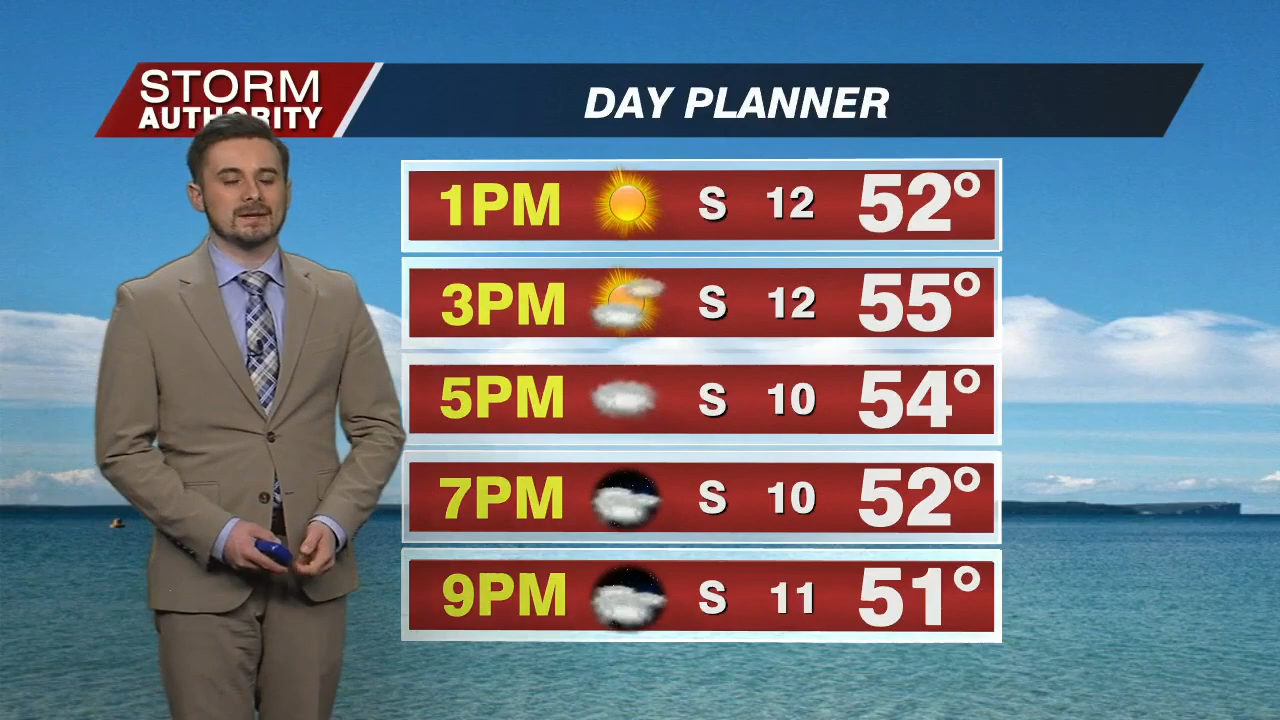 STORM
AUTHORITY
DAY PLANNER
1PM S 12 52°
3PM S 12 55°
5PM S 10 54°
7PM S 10 52°
9PM S 11 51°